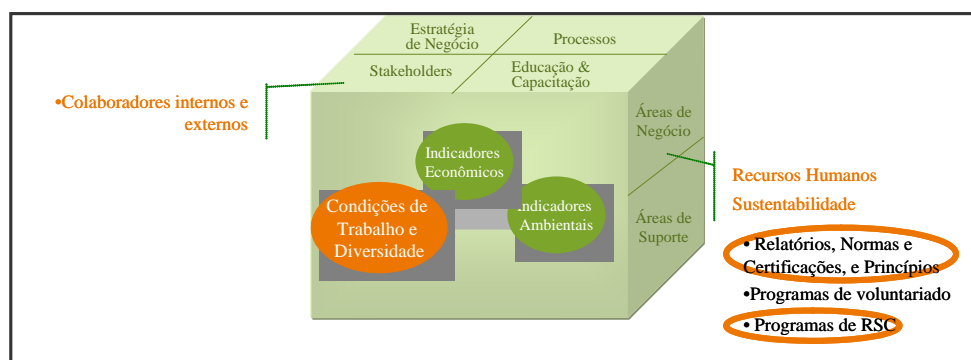 Estratégia
de Negócio
Processos
Stakeholders
Educação &
Capacitação
•Colaboradores internos e
externos
Áreas de
Negócio
Indicadores
Econômicos
Condições de
Trabalho e
Diversidade
Indicadores
Ambientais
Áreas de
Suporte
Recursos Humanos
Sustentabilidade
• Relatórios, Normas e
Certificações, e Princípios
•Programas de voluntariado
• Programas de RSC